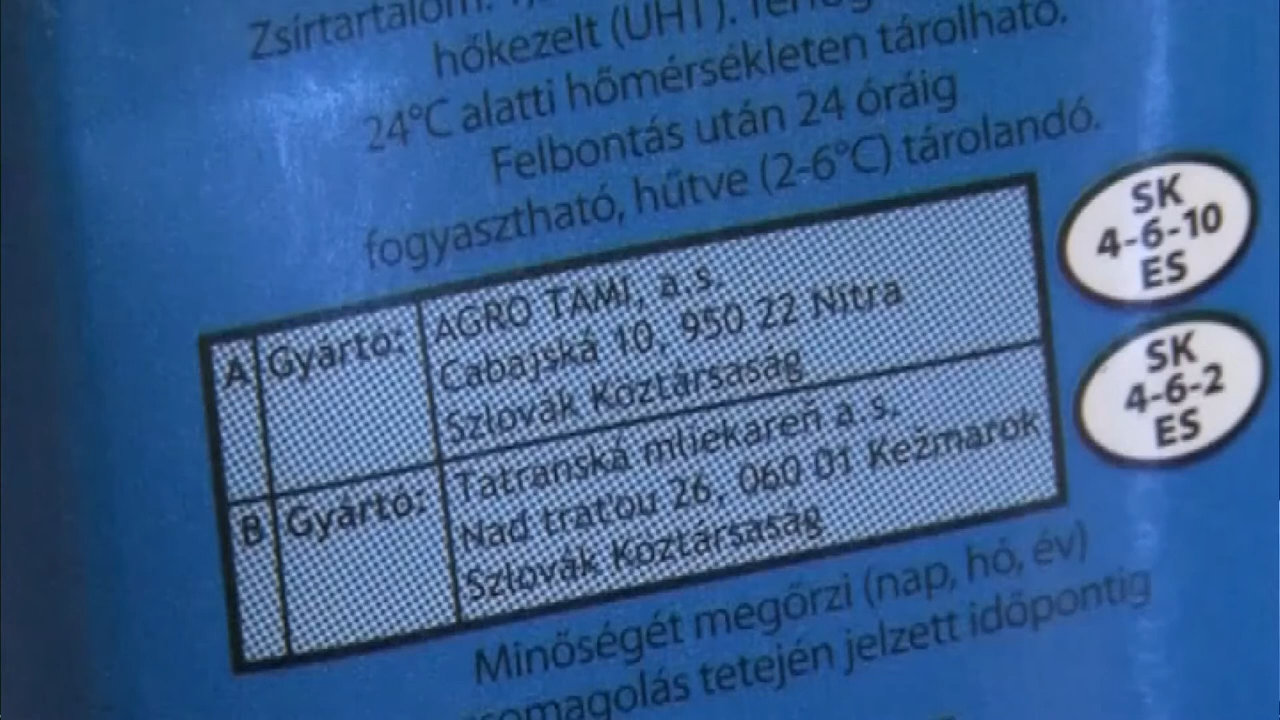 Zsírtartalom:
hőkezelt (UHT).
24°C alatti hőmérsékleten tárolható.
Felbontás után 24 óráig
fogyasztható, hűtve (2-6°C) tárolandó.
A Gyártó: AGRO TAMI, a.s.
Cabajská 10, 950 22 Nitra
Szlovák Köztársaság
SK
4-6-10
ES
B Gyártó: Tatranská mliekareň a.s.
Nad traťou 26, 060 01 Kežmarok
Szlovák Köztársaság
SK
4-6-2
ES
Minőségét megőrzi (nap, hó, év)
tetején jelzett időpontig